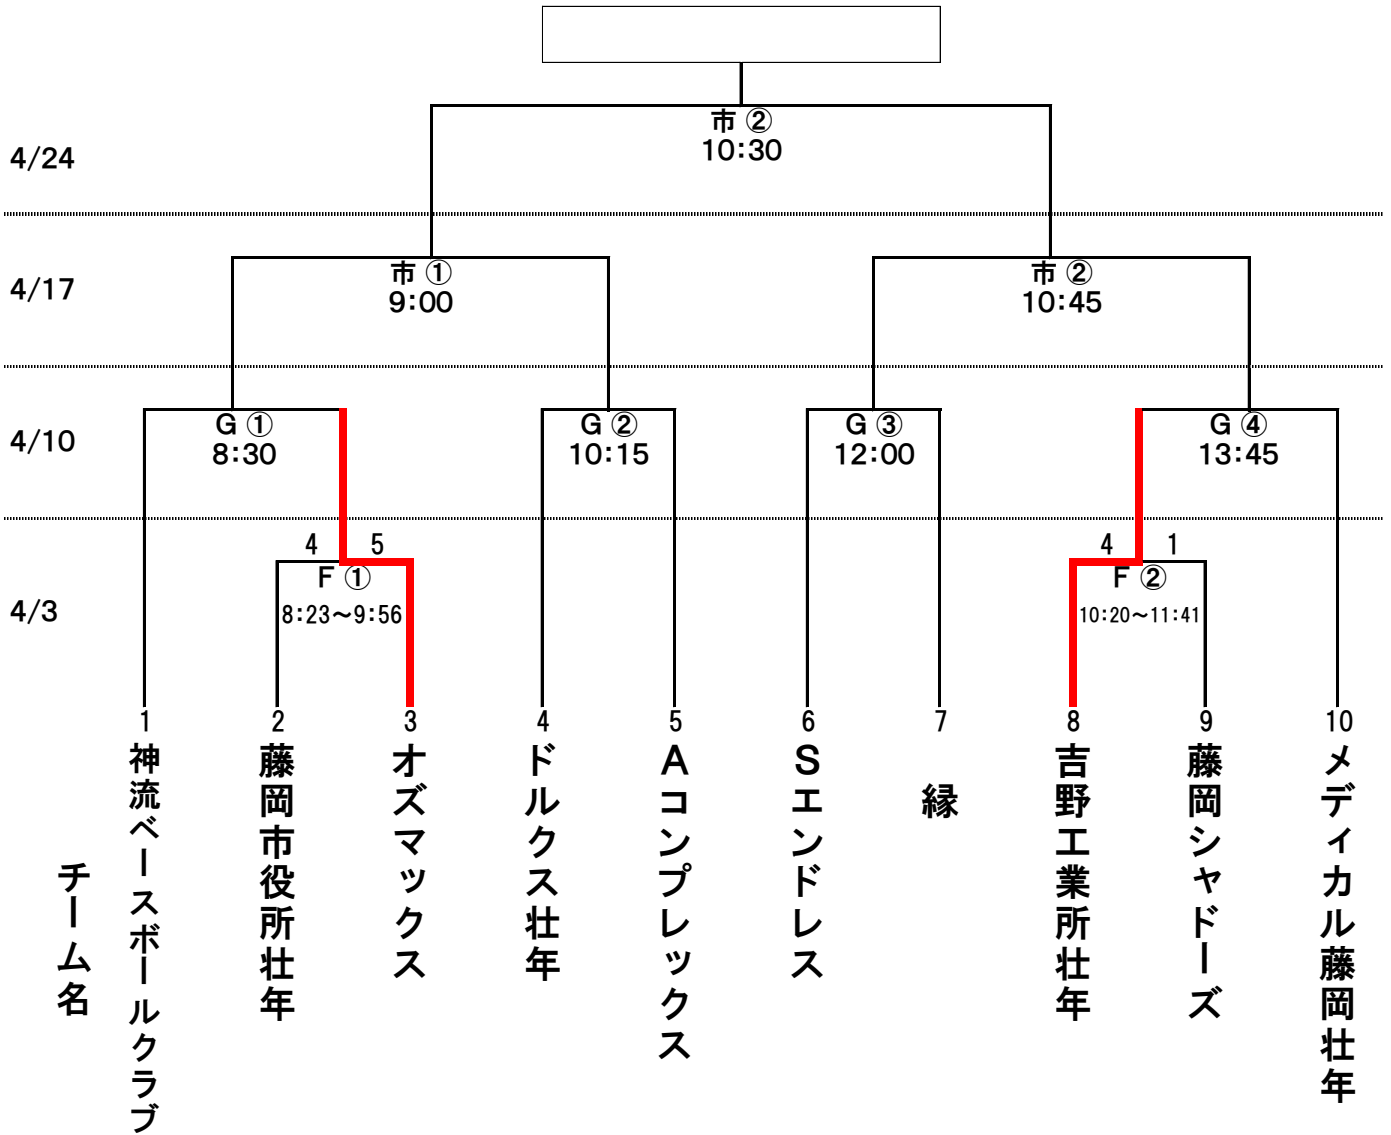 市 ②
10:30
4/24
市 ①
9:00
市 ②
10:45
4/17
G ①
8:30
G ②
10:15
G ③
12:00
G ④
13:45
4/10
4 5
F ①
8:23～9:56
4 1
F ②
10:20～11:41
4/3
1
2
3
4
5
6
7
8
9
10
チーム名
神流ベースボールクラブ
藤岡市役所壮年
オズマックス
ドルクス壮年
Aコンプレックス
Sエンドレス
縁
吉野工業所壮年
藤岡シャドーズ
メディカル藤岡壮年